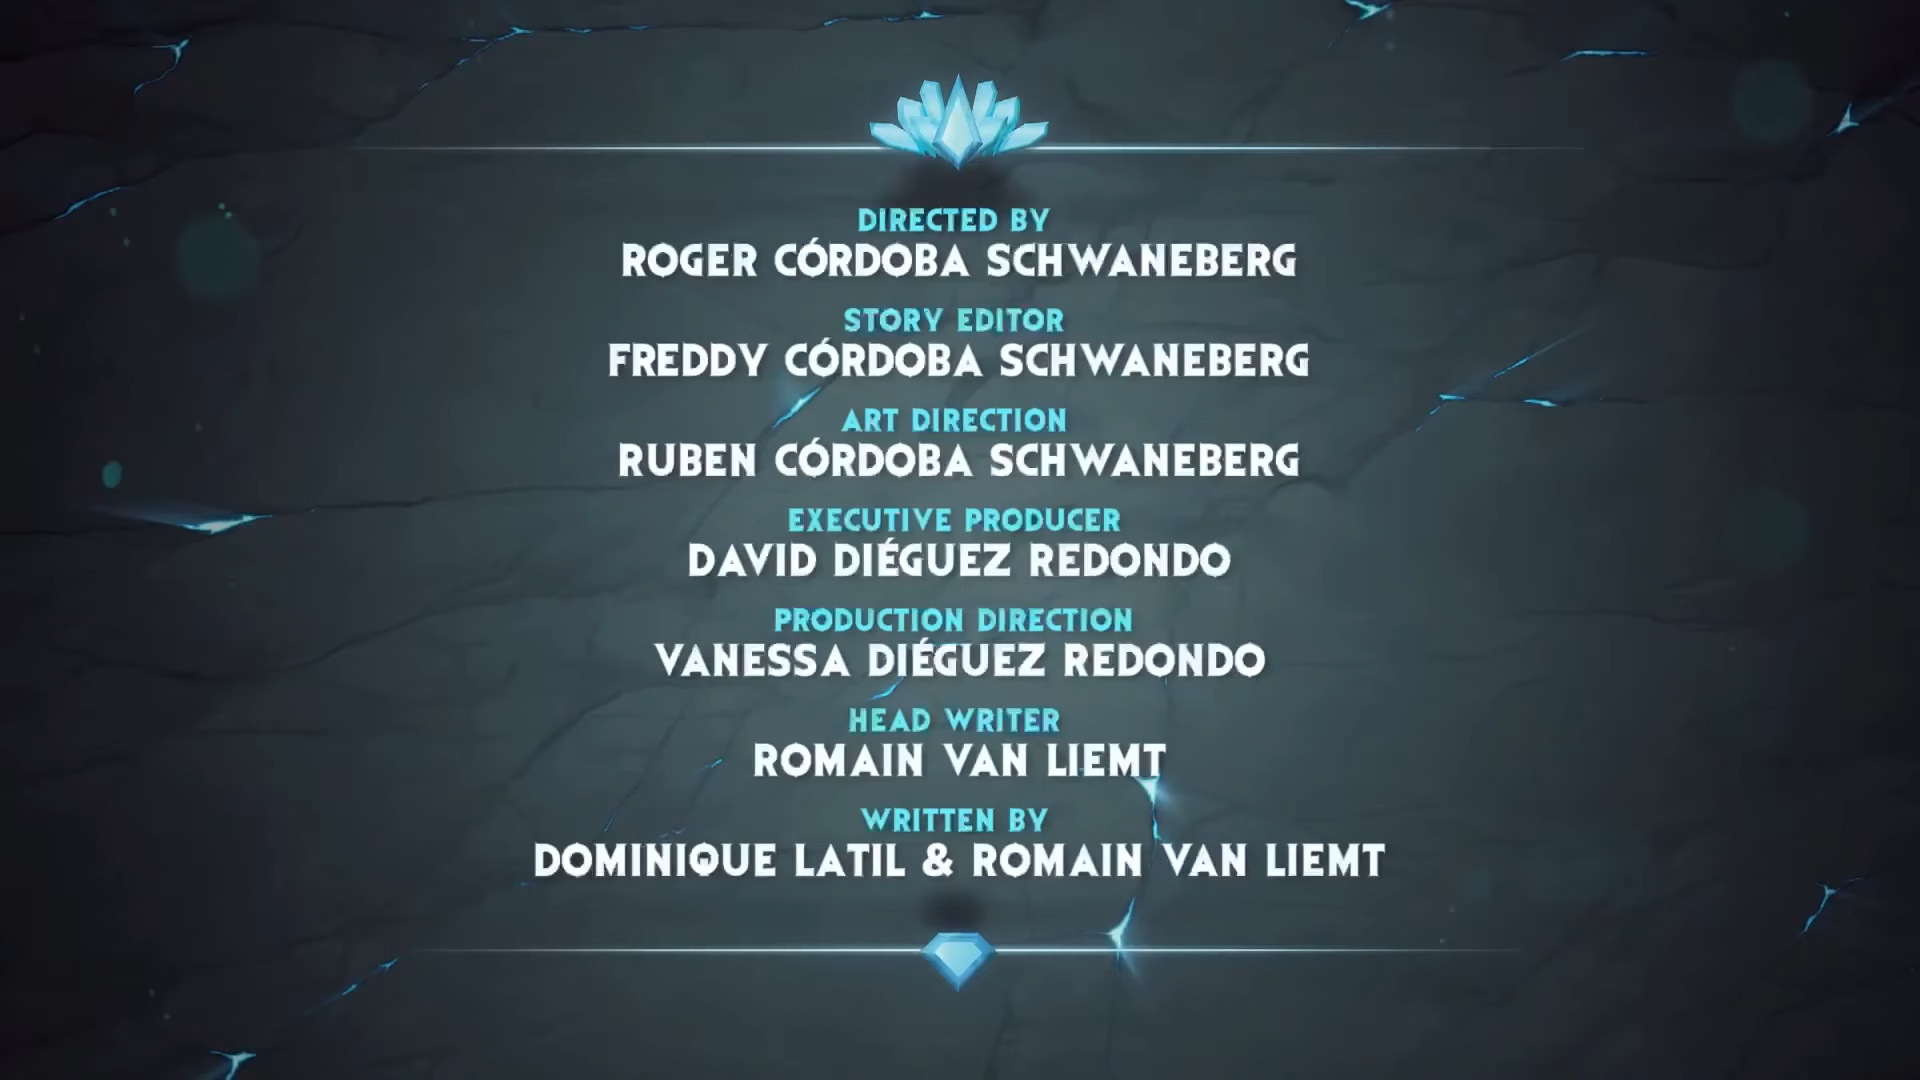 DIRECTED BY
ROGER CÓRDOBA SCHWANEBERG
STORY EDITOR
FREDDY CÓRDOBA SCHWANEBERG
ART DIRECTION
RUBEN CÓRDOBA SCHWANEBERG
EXECUTIVE PRODUCER
DAVID DIÉGUEZ REDONDO
PRODUCTION DIRECTION
VANESSA DIÉGUEZ REDONDO
HEAD WRITER
ROMAIN VAN LIEMT
WRITTEN BY
DOMINIQUE LATIL & ROMAIN VAN LIEMT